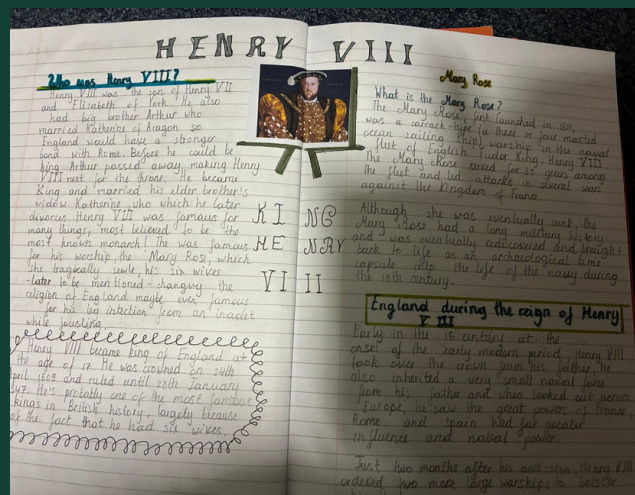 HENRY VIII
Who was Henry VIII?
Henry VIII was the son of Henry VII
and Elizabeth of York. He also
had big brother Arthur who
married Katherine of Aragon so
England would have a stronger
bond with Rome. Before he could be
king Arthur passed away making Henry
VIII next for the throne. He became
King and married his elder brother's
widow Katherine, who which he later
divorus. Henry VIII was famous for
many things, most believed to be the
most known monarch! He was famous
for his worship, the Mary Rose, which
she tragically, his six wives
-later to be mentioned- changing the
religion of England maybe even famous
for his leg infection from an
while jousting.
Henry VIII became king of England at
the age of 17. He was crowned on 24th
April 1509 and ruled until 28th January
1547. He's probably one of the most famous
kings in British history, largely because
of the fact that he had six wives.
KI NG
HE NRY
VI II
Mary Rose
What is the Mary Rose?
The Mary Rose, first launched in 1511,
was a carrack-type (a three or four masted
ocean sailing ship) warship in the naval
fleet of English Tudor King, Henry VIII.
The Mary Rose served for 33 years among
the fleet and led attacks in several wars
against the Kingdom of France.
Although she was eventually sunk, the
Mary Rose had a long military history
and was eventually and brought
back to life as an archaeological time
capsule into the life of the navy during
the 16th century.
England during the reign of Henry
VIII
Early in the century at the
onset of the early modern period, Henry VIII
took over the crown from his father, he
also inherited a very small naval force
from his father and when looked out across
Europe, he saw the great powers of France,
Rome and spain had far greater
influence and naval power.
Just two months after his accession, Henry VIII
ordered two more large warships to bolster